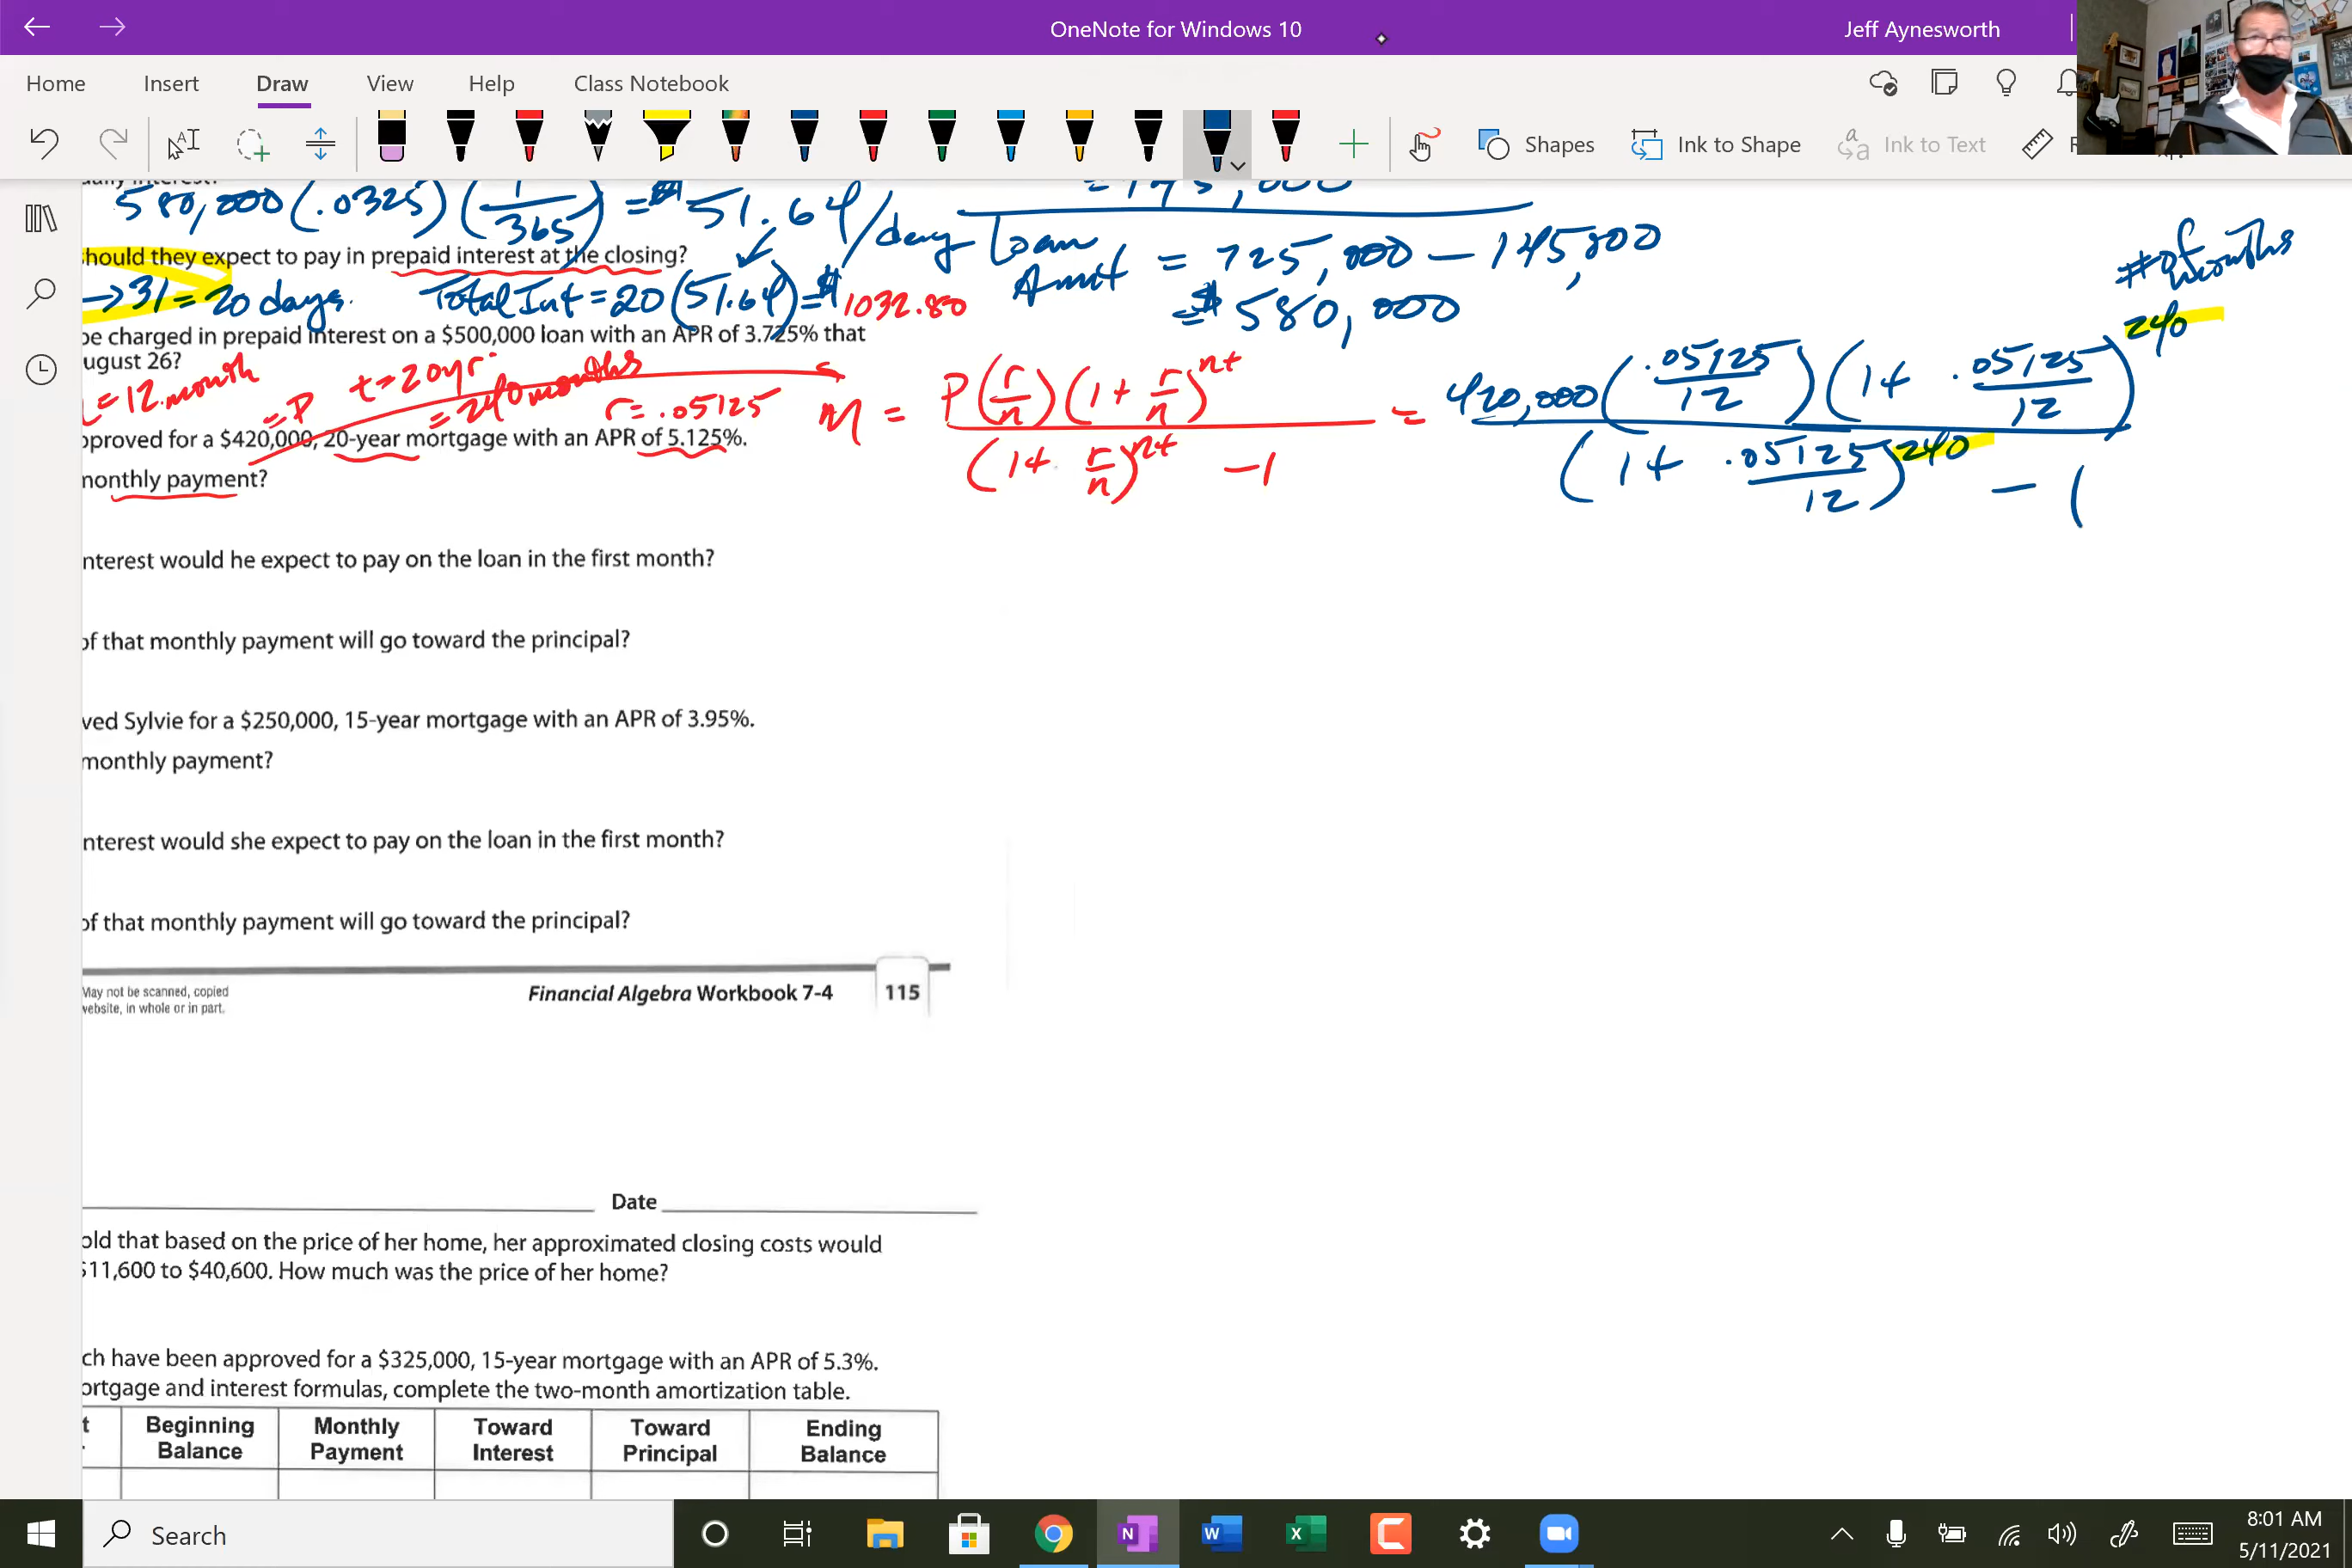 OneNote for Windows 10
Jeff Aynesworth
Home Insert Draw View Help Class Notebook
Shapes Ink to Shape Ink to Text
580,000(.0325)(1/365) = $51.64/day
should they expect to pay in prepaid interest at the closing?
→31 = 20 days. Total Int = 20(51.64) = $1032.80
Loan Amt = 725,000 – 145,000
= $580,000
be charged in prepaid interest on a $500,000 loan with an APR of 3.725% that
ugust 26?
= 12 month = P t = 20 yr = 240 months r = .05125
M = P(r/n)(1 + r/n)^nt / (1 + r/n)^nt – 1 = 420,000(.05125/12)(1 + .05125/12)^240 / (1 + .05125/12)^240 – (
# of months
pproved for a $420,000, 20-year mortgage with an APR of 5.125%.
monthly payment?
nterest would he expect to pay on the loan in the first month?
of that monthly payment will go toward the principal?
ved Sylvie for a $250,000, 15-year mortgage with an APR of 3.95%.
monthly payment?
nterest would she expect to pay on the loan in the first month?
of that monthly payment will go toward the principal?
May not be scanned, copied
website, in whole or in part.
Financial Algebra Workbook 7-4 115
Date
old that based on the price of her home, her approximated closing costs would
$11,600 to $40,600. How much was the price of her home?
ch have been approved for a $325,000, 15-year mortgage with an APR of 5.3%.
ortgage and interest formulas, complete the two-month amortization table.
t Beginning Balance Monthly Payment Toward Interest Toward Principal Ending Balance
Search
8:01 AM
5/11/2021